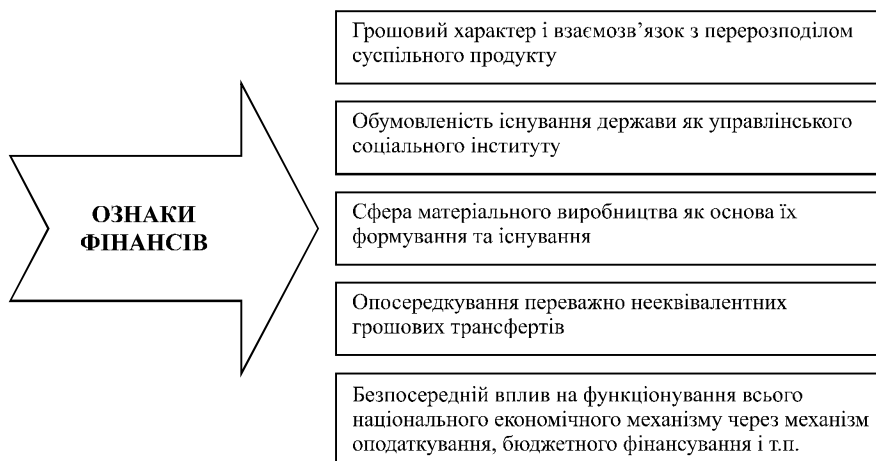 ОЗНАКИ
ФІНАНСІВ
Грошовий характер і взаємозв’язок з перерозподілом
суспільного продукту
Обумовленість існування держави як управлінського
соціального інституту
Сфера матеріального виробництва як основа їх
формування та існування
Опосередкування переважно нееквівалентних
грошових трансфертів
Безпосередній вплив на функціонування всього
національного економічного механізму через механізм
оподаткування, бюджетного фінансування і т.п.